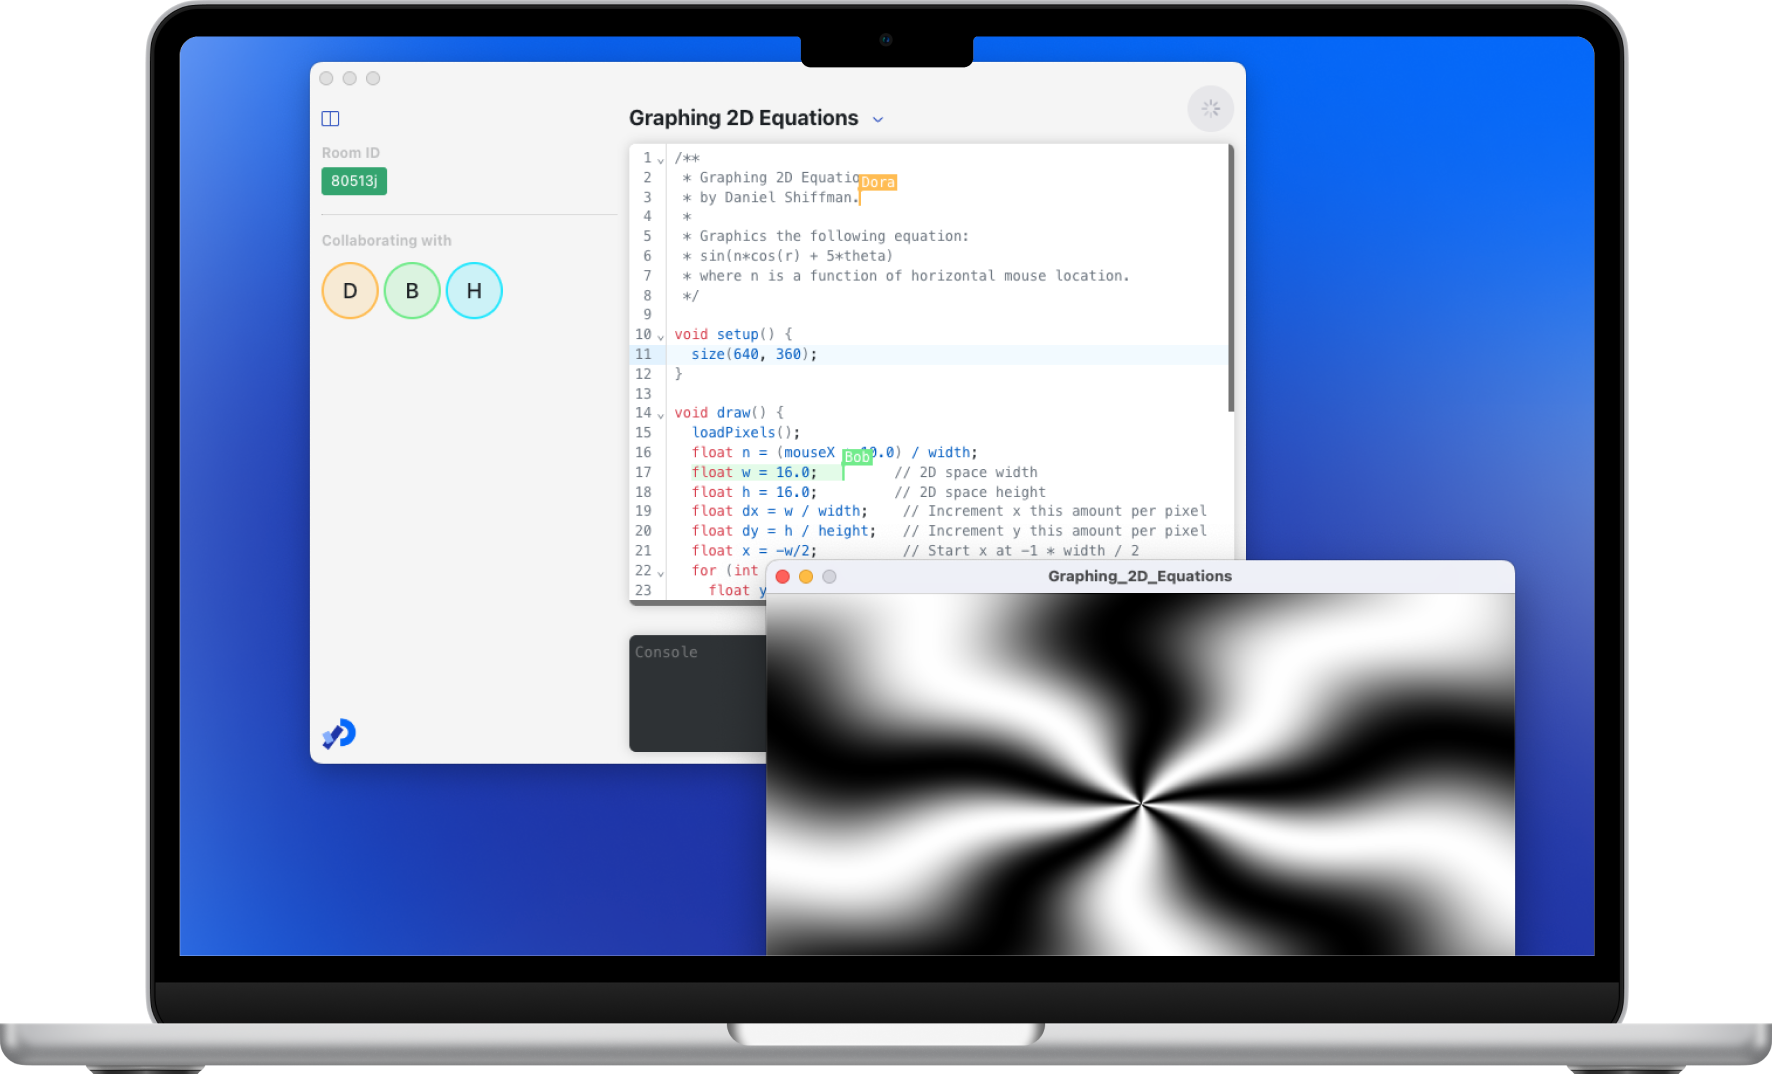 Graphing 2D Equations
Room ID
80513j
Collaborating with
D B H
1 /**
2 * Graphing 2D Equatio
Dora
3 * by Daniel Shiffman.
4 *
5 * Graphics the following equation:
6 * sin(n*cos(r) + 5*theta)
7 * where n is a function of horizontal mouse location.
8 */
9
10 void setup() {
11 size(640, 360);
12 }
13
14 void draw() {
15 loadPixels();
16 float n = (mouseX 10.0) / width;
Bob
17 float w = 16.0; // 2D space width
18 float h = 16.0; // 2D space height
19 float dx = w / width; // Increment x this amount per pixel
20 float dy = h / height; // Increment y this amount per pixel
21 float x = -w/2; // Start x at -1 * width / 2
22 for (int
23 float y
Console
Graphing_2D_Equations